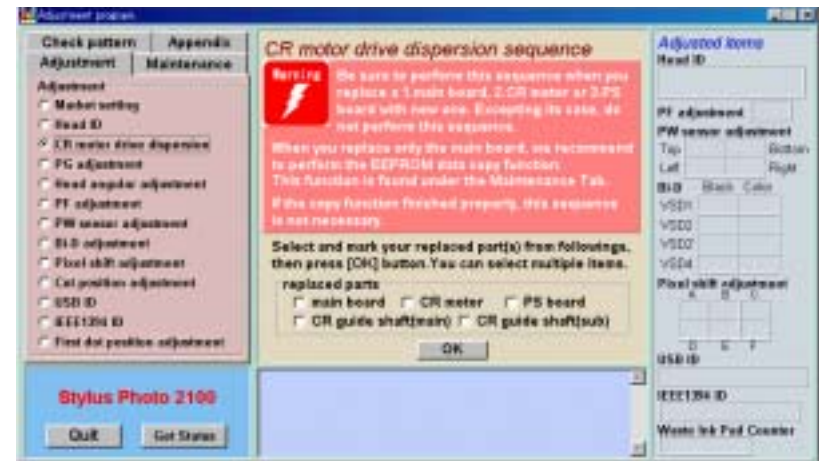 Adjustment program
Check pattern
Appendix
Adjustment
Maintenance
Adjustment
Market setting
Head ID
CR motor drive dispersion
PG adjustment
Head angular adjustment
PF adjustment
PW sensor adjustment
Bi-D adjustment
Pixel shift adjustment
Cut position adjustment
USB ID
IEEE1394 ID
First dot position adjustment
Stylus Photo 2100
Quit
Get Status
CR motor drive dispersion sequence
Warning
Be sure to perform this sequence when you
replace a 1.main board, 2.CR motor or 3.PS
board with new one. Excepting its case, do
not perform this sequence.
When you replace only the main board, we recommend
to perform the EEPROM data copy function.
This function is found under the Maintenance Tab.
If the copy function finished properly, this sequence
is not necessary.
Select and mark your replaced part(s) from followings,
then press [OK] button.You can select multiple items.
replaced parts
main board
CR motor
PS board
CR guide shaft(main)
CR guide shaft(sub)
OK
Adjusted items
Head ID
PF adjustment
PW sensor adjustment
Top
Bottom
Left
Right
Bi-D
Black
Color
VSD1
VSD2
VSD4
Pixel shift adjustment
A B C
D E F
USB ID
IEEE1394 ID
Waste Ink Pad Counter